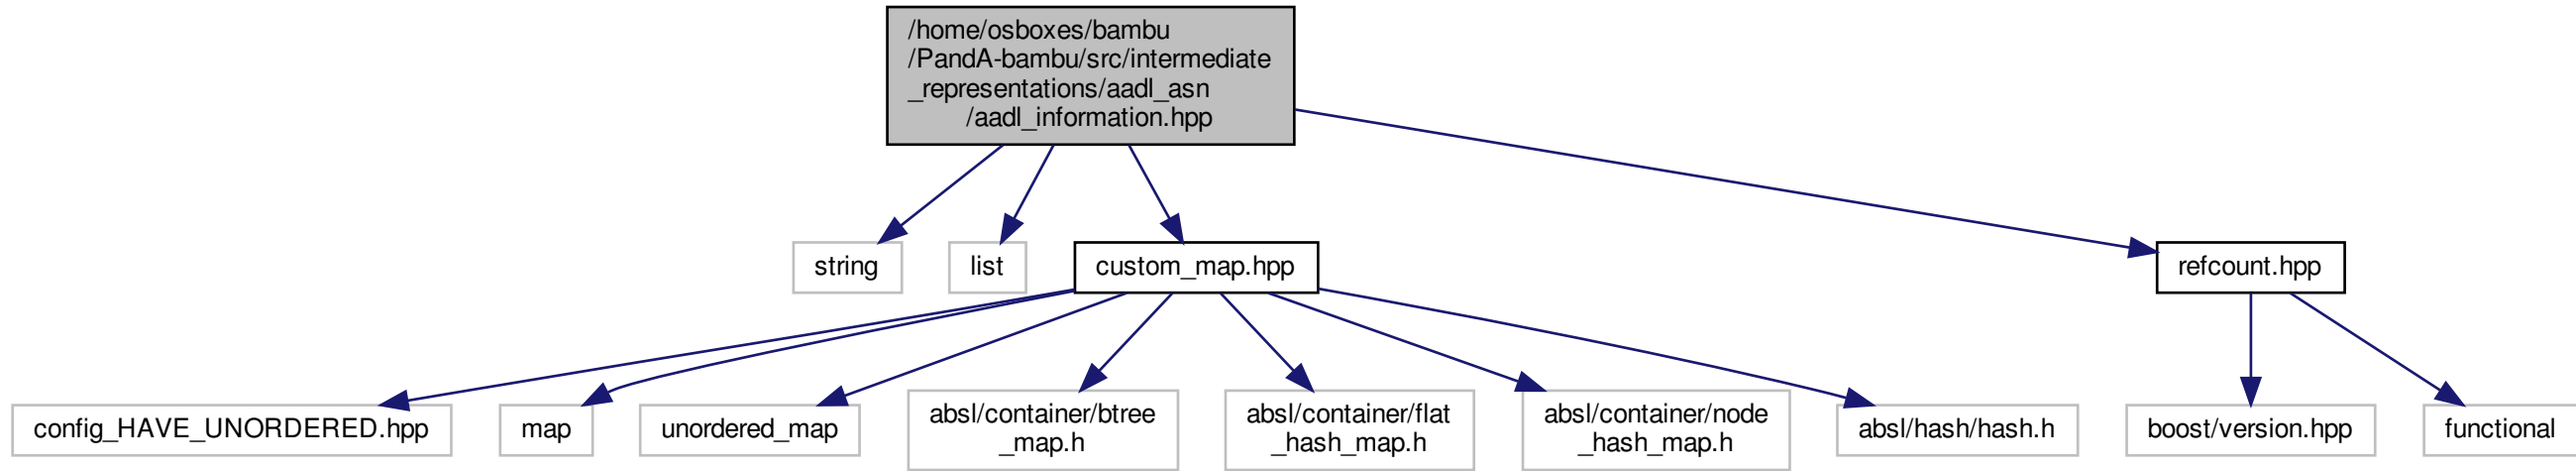 /home/osboxes/bambu
/PandA-bambu/src/intermediate
_representations/aadl_asn
/aadl_information.hpp
string
list
custom_map.hpp
refcount.hpp
config_HAVE_UNORDERED.hpp
map
unordered_map
absl/container/btree
_map.h
absl/container/flat
_hash_map.h
absl/container/node
_hash_map.h
absl/hash/hash.h
boost/version.hpp
functional